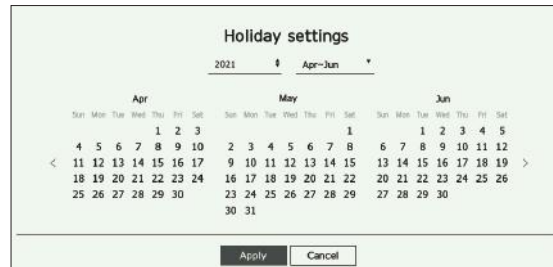 Holiday settings
2021 Apr~Jun
Apr May Jun
Sun Mon Tue Wed Thu Fri Sat Sun Mon Tue Wed Thu Fri Sat Sun Mon Tue Wed Thu Fri Sat
1 2 3 1 1 2 3 4 5
4 5 6 7 8 9 10 2 3 4 5 6 7 8 6 7 8 9 10 11 12
< 11 12 13 14 15 16 17 9 10 11 12 13 14 15 13 14 15 16 17 18 19 >
18 19 20 21 22 23 24 16 17 18 19 20 21 22 20 21 22 23 24 25 26
25 26 27 28 29 30 23 24 25 26 27 28 29 27 28 29 30
30 31
Apply Cancel